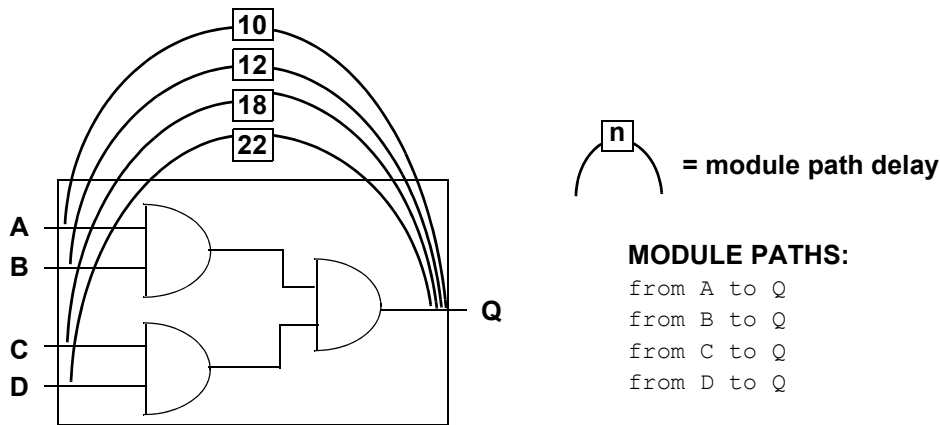 10
12
18
22
n
= module path delay
A
B
C
D
Q
MODULE PATHS:
from A to Q
from B to Q
from C to Q
from D to Q